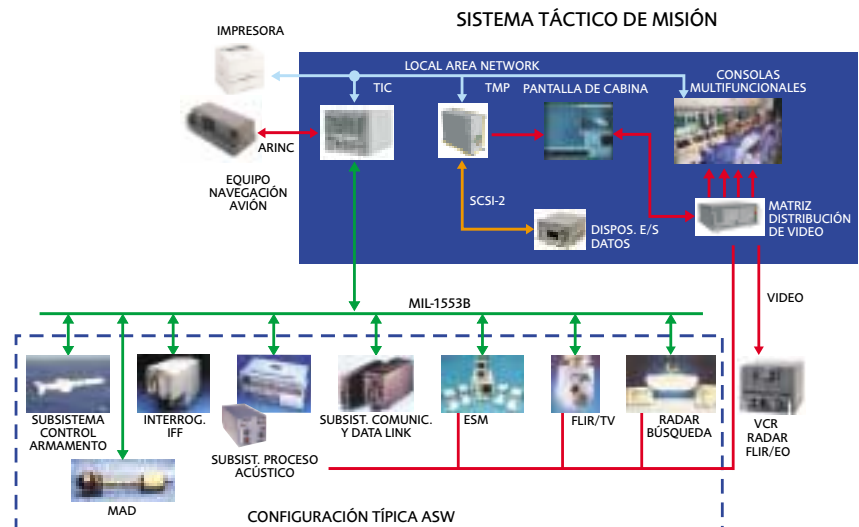 SISTEMA TÁCTICO DE MISIÓN
IMPRESORA
LOCAL AREA NETWORK
TIC
TMP
PANTALLA DE CABINA
CONSOLAS
MULTIFUNCIONALES
ARINC
EQUIPO
NAVEGACIÓN
AVIÓN
SCSI-2
DISPOS. E/S
DATOS
MATRIZ
DISTRIBUCIÓN
DE VIDEO
MIL-1553B
VIDEO
SUBSISTEMA
CONTROL
ARMAMENTO
INTERROG.
IFF
SUBSIST. PROCESO
ACÚSTICO
SUBSIST. COMUNIC.
Y DATA LINK
ESM
FLIR/TV
RADAR
BÚSQUEDA
VCR
RADAR
FLIR/EO
MAD
CONFIGURACIÓN TÍPICA ASW